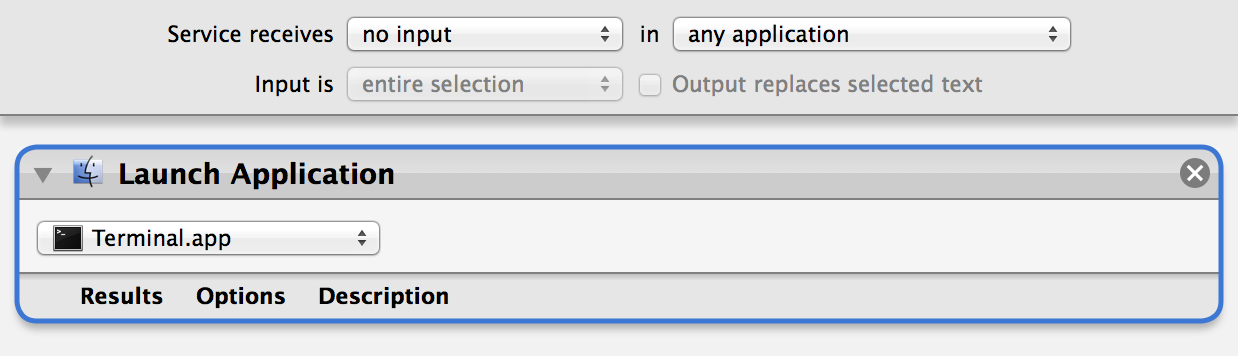 Service receives no input in any application
Input is entire selection Output replaces selected text
Launch Application
Terminal.app
Results Options Description